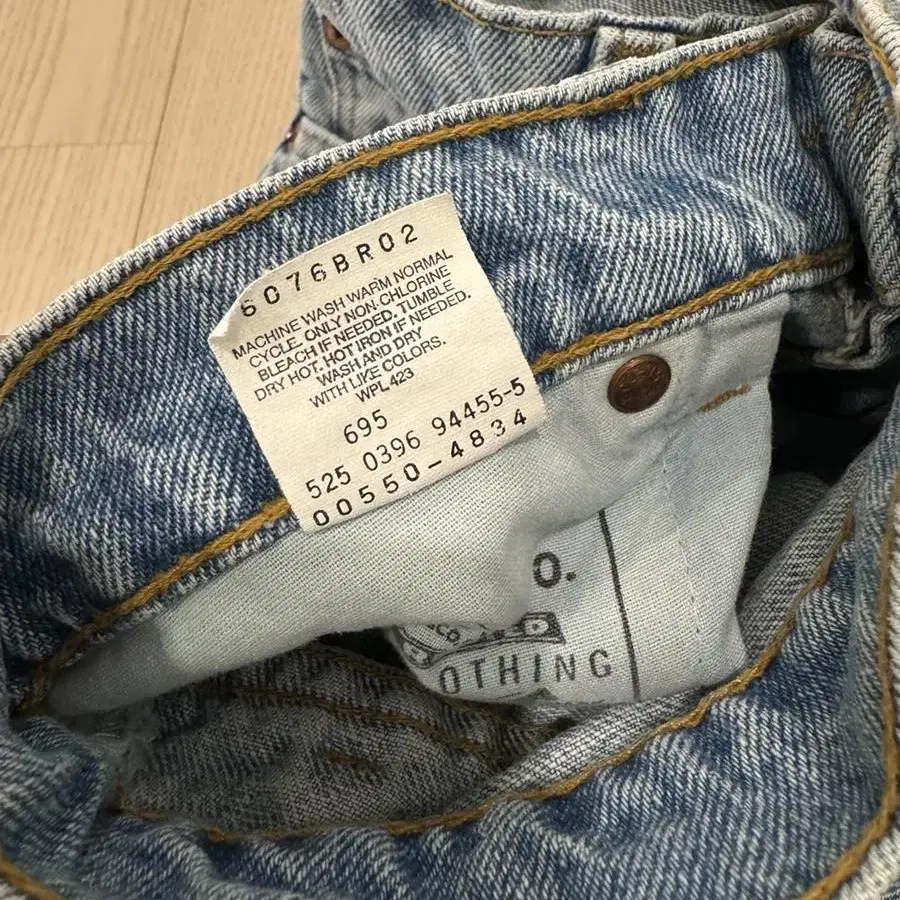 6076BR02
MACHINE WASH WARM NORMAL
CYCLE. ONLY NON-CHLORINE
BLEACH IF NEEDED. TUMBLE
DRY HOT. HOT IRON IF NEEDED.
WASH AND DRY
WITH LIKE COLORS.
WPL 423
695
525 0396 94455-5
00550-4834
O.
CO
OTHING